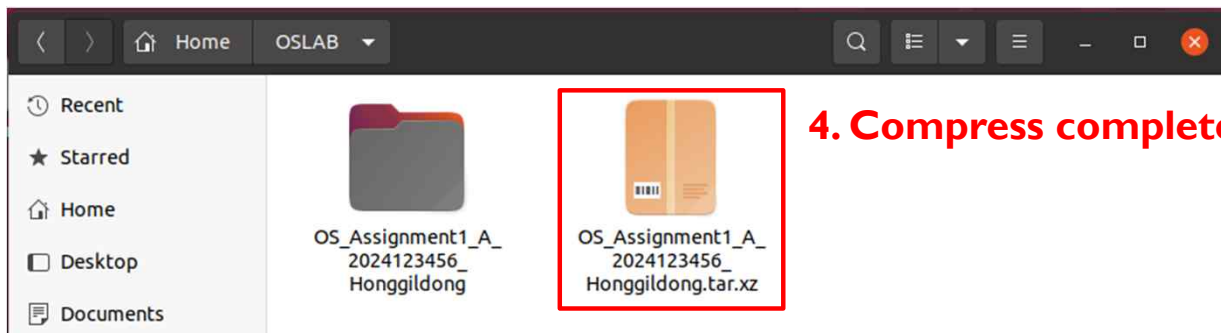 Home
OSLAB
Recent
Starred
Home
Desktop
Documents
OS_Assignment1_A_
2024123456_
Honggildong
OS_Assignment1_A_
2024123456_
Honggildong.tar.xz
4. Compress complete